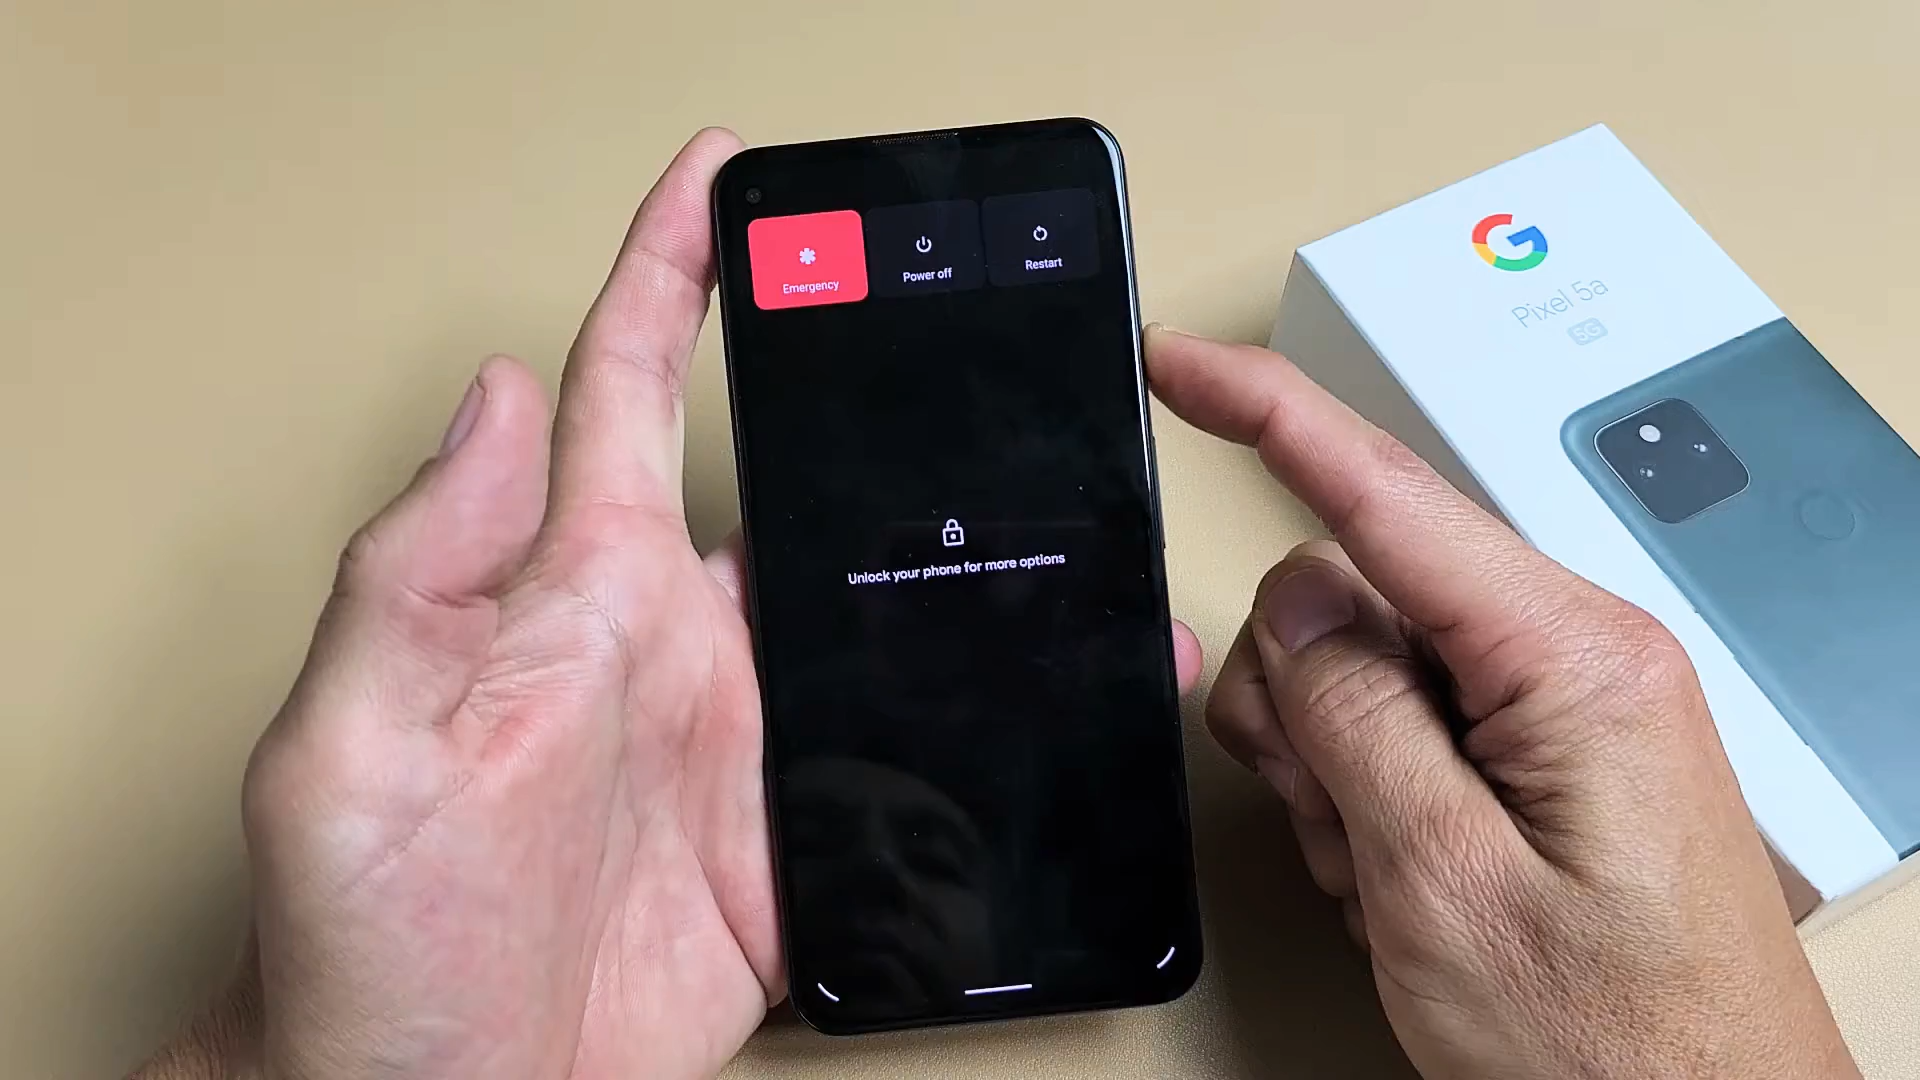 Emergency
Power off
Restart
Unlock your phone for more options
G
Pixel 5a
5G